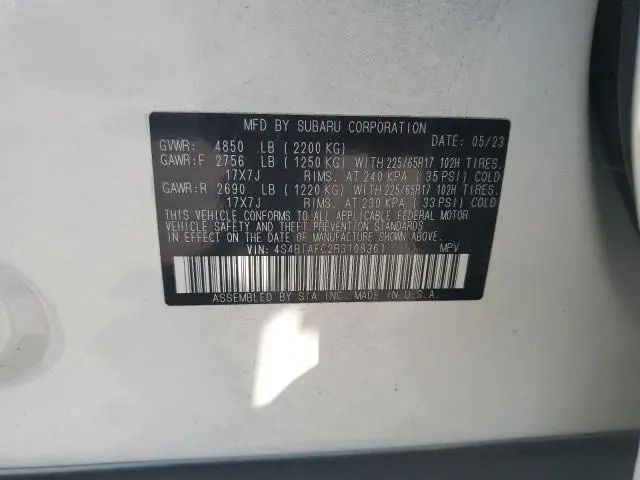 MFD BY SUBARU CORPORATION
GVWR: 4850 LB (2200 KG) DATE: 05/23
GAWR:F 2756 LB (1250 KG) WITH 225/65R17 102H TIRES.
17X7J RIMS. AT 240 KPA (35 PSI) COLD
GAWR:R 2690 LB (1220 KG) WITH 225/65R17 102H TIRES.
17X7J RIMS. AT 230 KPA (33 PSI) COLD
THIS VEHICLE CONFORMS TO ALL APPLICABLE FEDERAL MOTOR
VEHICLE SAFETY AND THEFT PREVENTION STANDARDS IN
EFFECT ON THE DATE OF MANUFACTURE SHOWN ABOVE.
VIN: 4S4BTAFC2R3106361 MPV
ASSEMBLED BY SIA INC. MADE IN U.S.A.